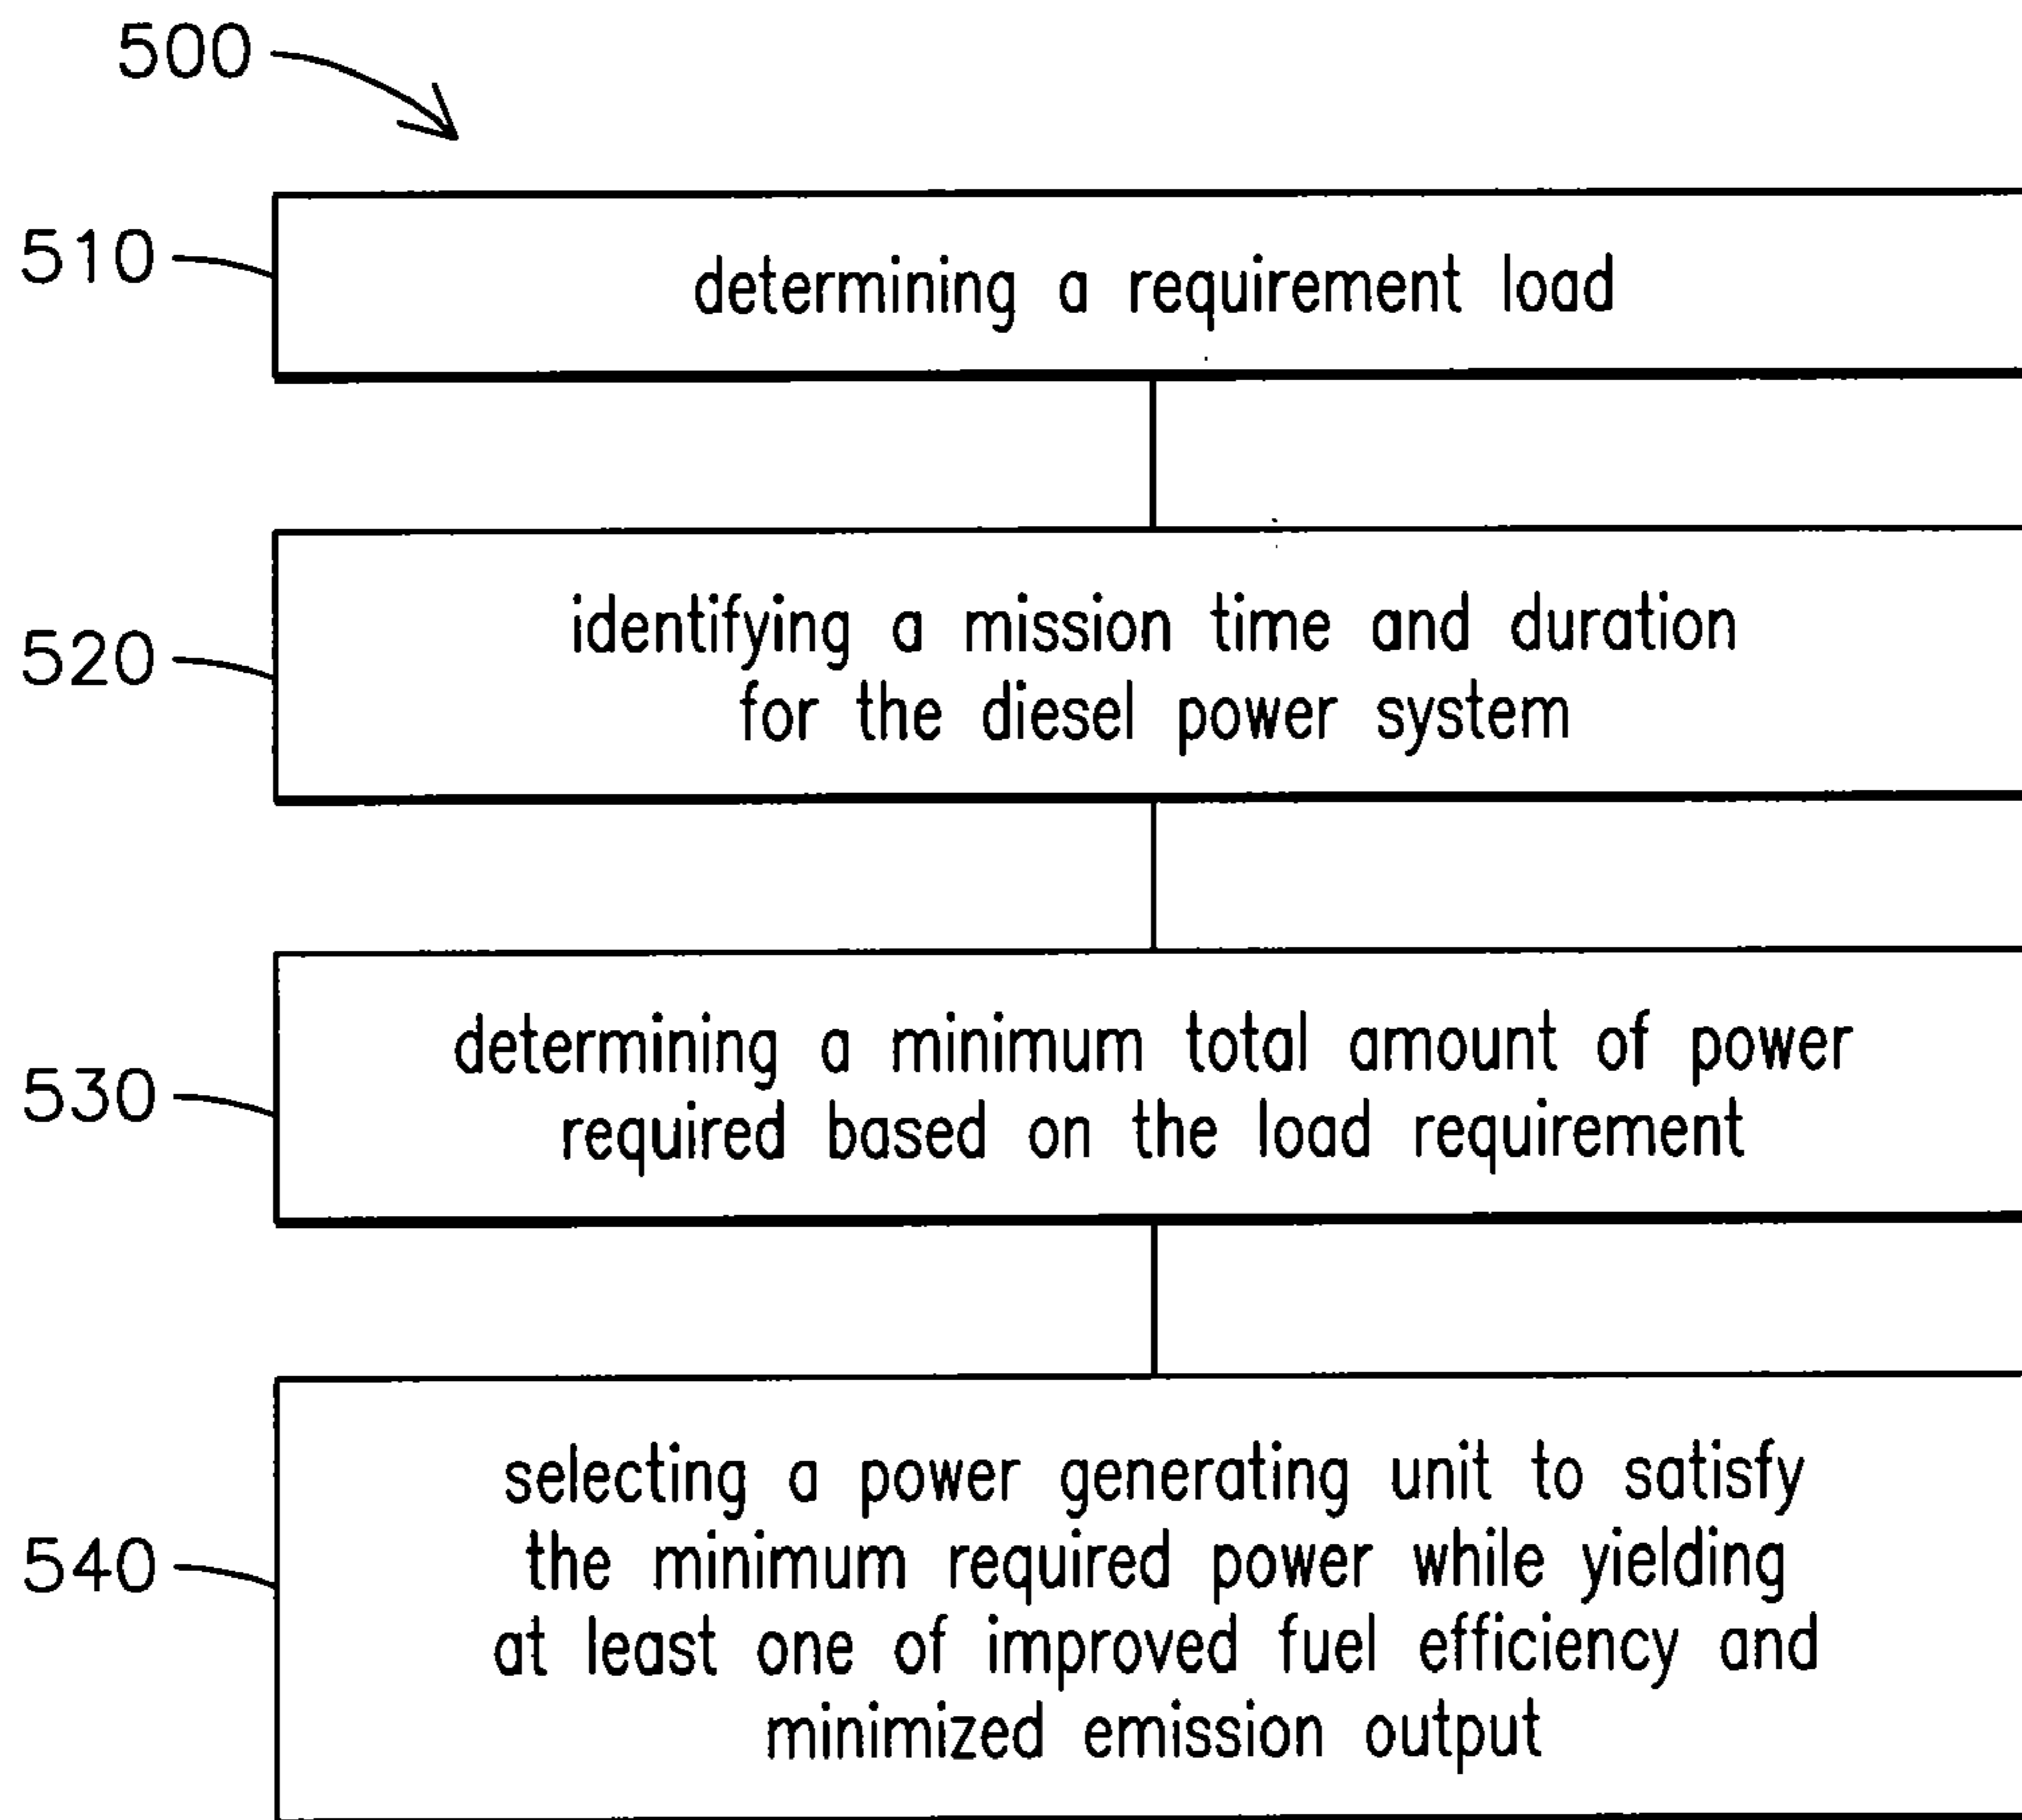 500
510
determining a requirement load
520
identifying a mission time and duration
for the diesel power system
530
determining a minimum total amount of power
required based on the load requirement
540
selecting a power generating unit to satisfy
the minimum required power while yielding
at least one of improved fuel efficiency and
minimized emission output